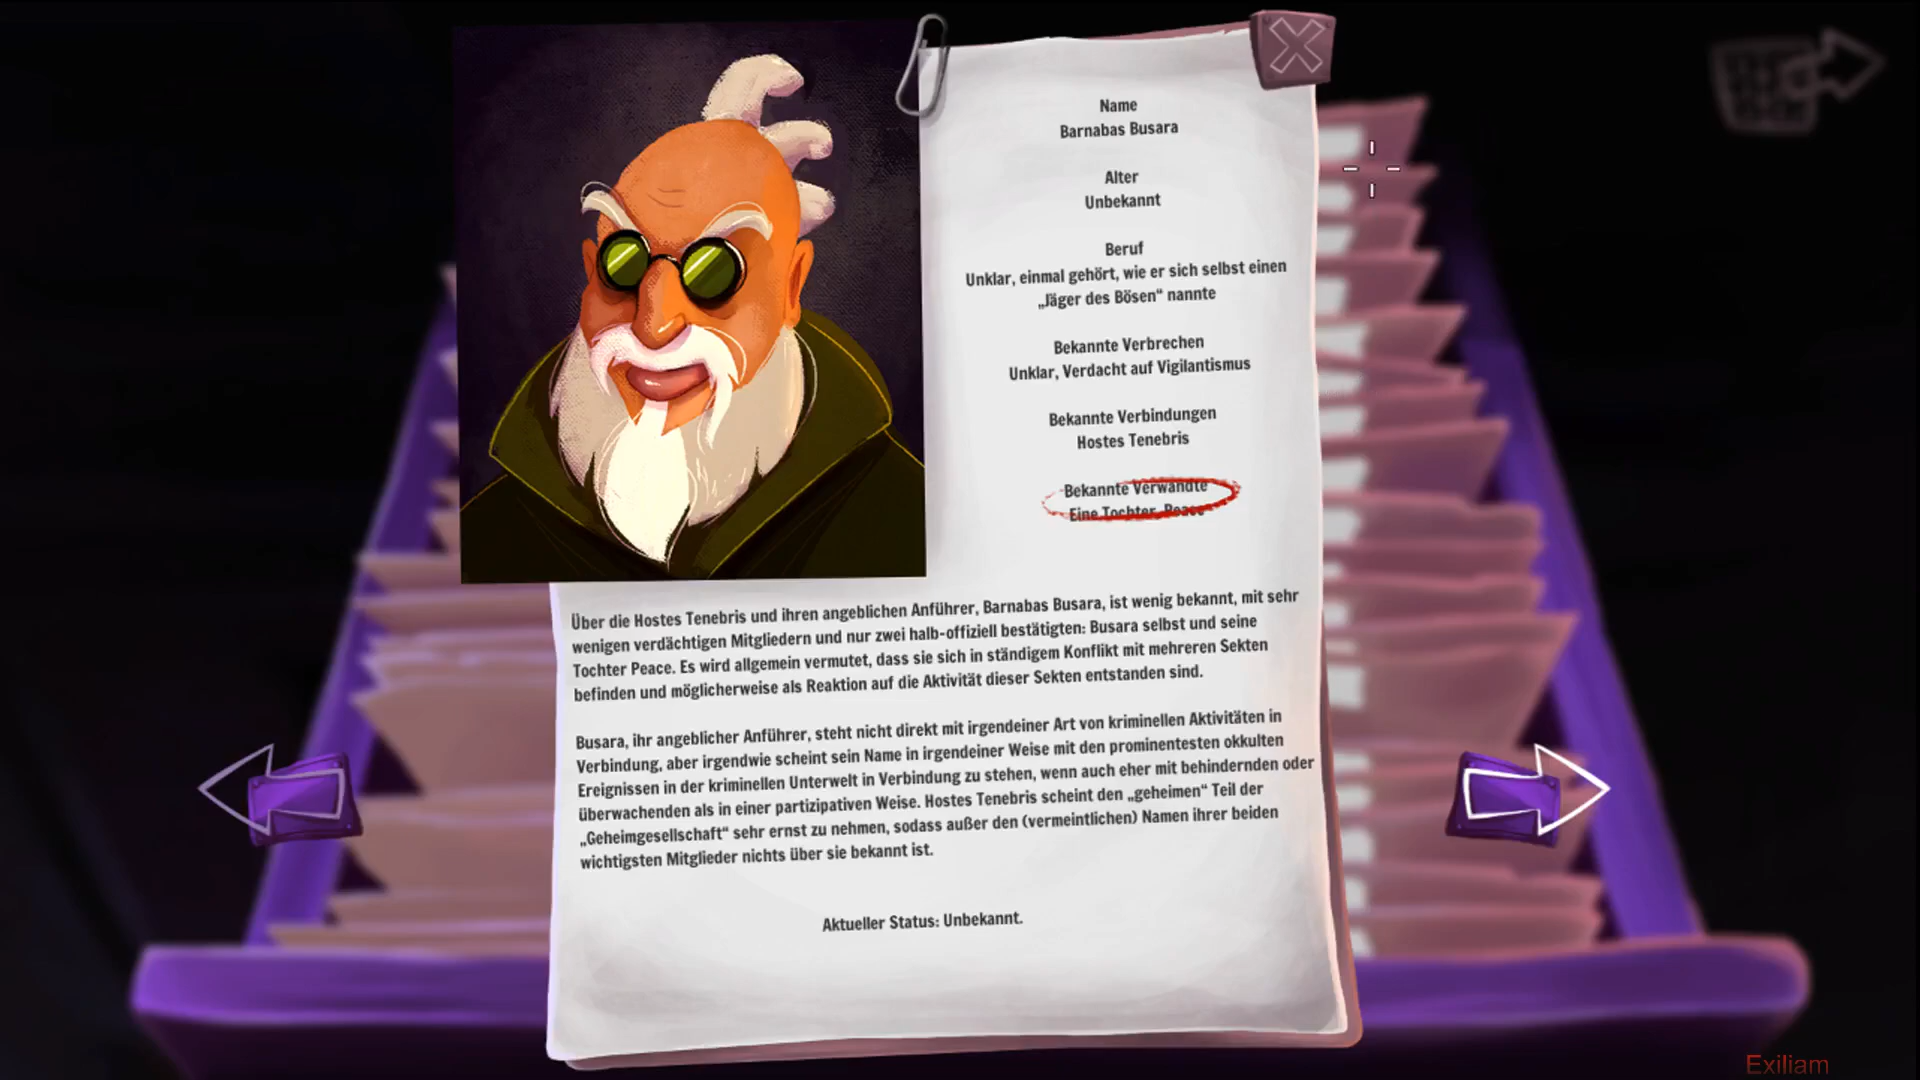 Name
Barnabas Busara
Alter
Unbekannt
Beruf
Unklar, einmal gehört, wie er sich selbst einen
„Jäger des Bösen“ nannte
Bekannte Verbrechen
Unklar, Verdacht auf Vigilantismus
Bekannte Verbindungen
Hostes Tenebris
Bekannte Verwandte
Eine Tochter, Peace
Über die Hostes Tenebris und ihren angeblichen Anführer, Barnabas Busara, ist wenig bekannt, mit sehr
wenigen verdächtigen Mitgliedern und nur zwei halb-offiziell bestätigten: Busara selbst und seine
Tochter Peace. Es wird allgemein vermutet, dass sie sich in ständigem Konflikt mit mehreren Sekten
befinden und möglicherweise als Reaktion auf die Aktivität dieser Sekten entstanden sind.
Busara, ihr angeblicher Anführer, steht nicht direkt mit irgendeiner Art von kriminellen Aktivitäten in
Verbindung, aber irgendwie scheint sein Name in irgendeiner Weise mit den prominentesten okkulten
Ereignissen in der kriminellen Unterwelt in Verbindung zu stehen, wenn auch eher mit behindernden oder
überwachenden als in einer partizipativen Weise. Hostes Tenebris scheint den „geheimen“ Teil der
„Geheimgesellschaft“ sehr ernst zu nehmen, sodass außer den (vermeintlichen) Namen ihrer beiden
wichtigsten Mitglieder nichts über sie bekannt ist.
Aktueller Status: Unbekannt.
Exiliam